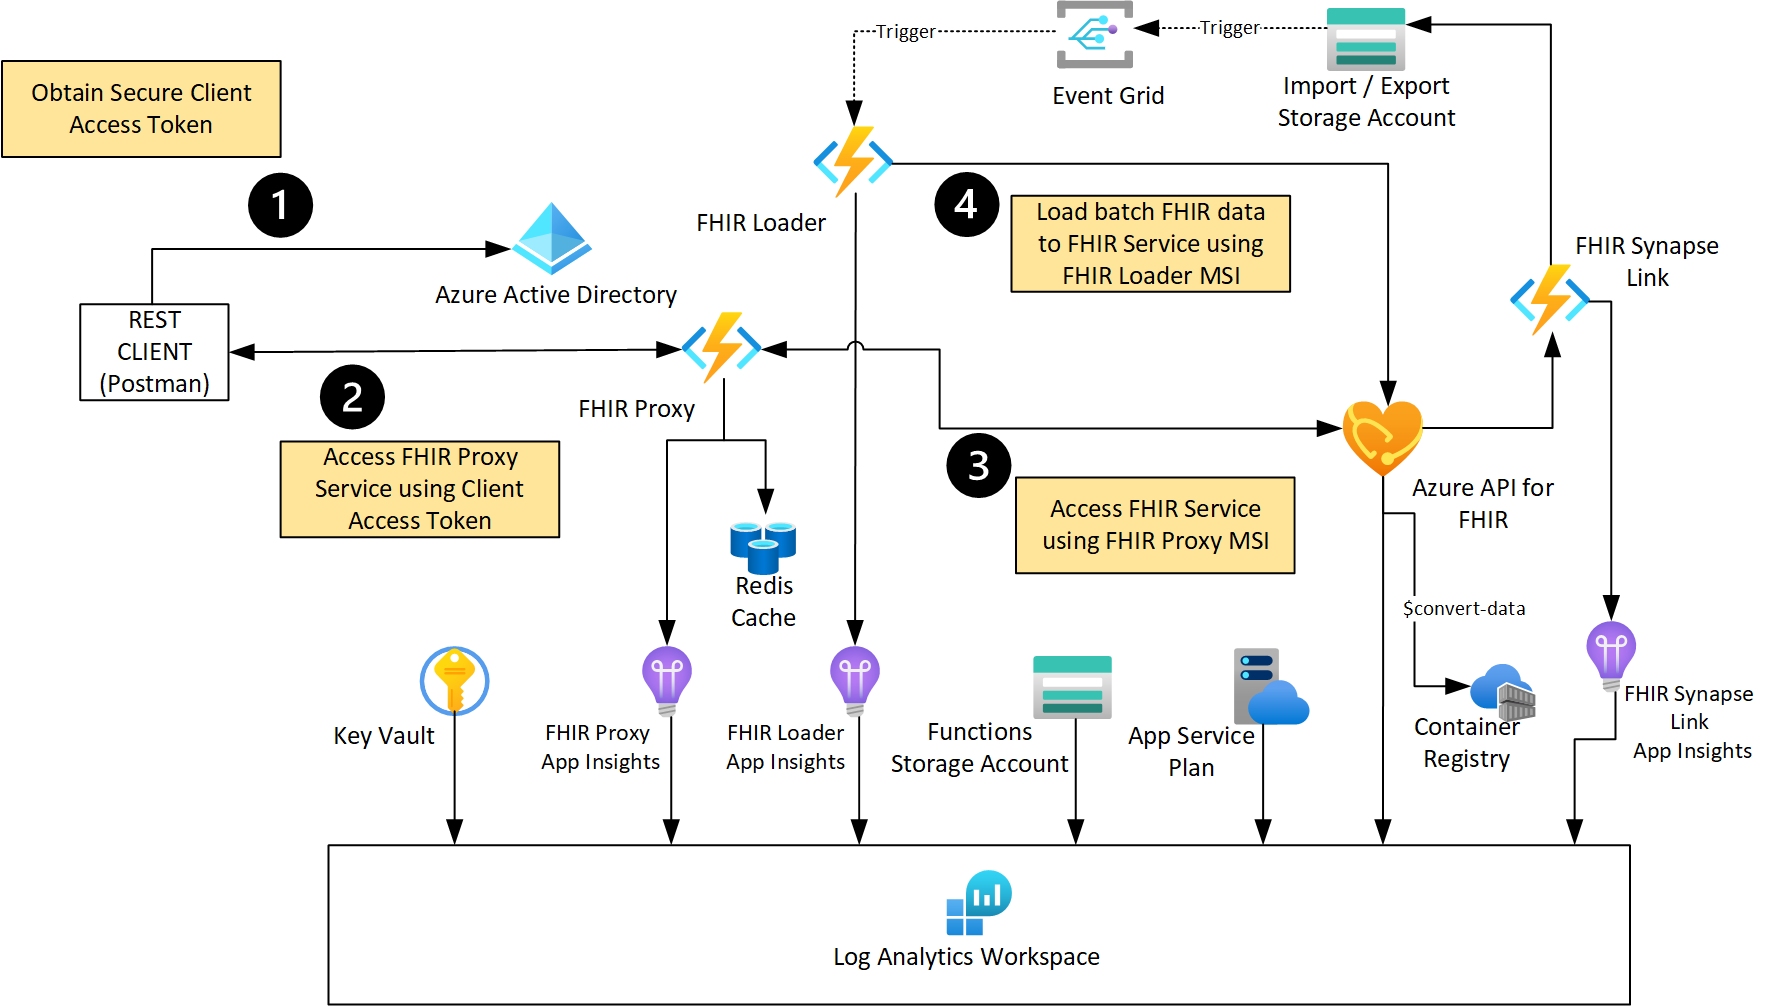 Trigger
Trigger
Event Grid
Import / Export
Storage Account
Obtain Secure Client
Access Token
1
FHIR Loader
4
Load batch FHIR data
to FHIR Service using
FHIR Loader MSI
FHIR Synapse
Link
Azure Active Directory
REST
CLIENT
(Postman)
2
FHIR Proxy
Access FHIR Proxy
Service using Client
Access Token
3
Access FHIR Service
using FHIR Proxy MSI
Azure API for
FHIR
Redis
Cache
$convert-data
Key Vault
FHIR Proxy
App Insights
FHIR Loader
App Insights
Functions
Storage Account
App Service
Plan
Container
Registry
FHIR Synapse
Link
App Insights
Log Analytics Workspace